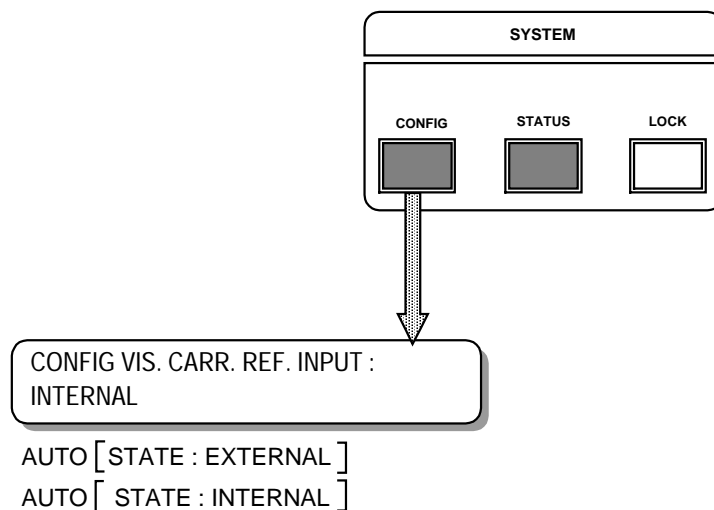 SYSTEM
CONFIG STATUS LOCK
CONFIG VIS. CARR. REF. INPUT :
INTERNAL
AUTO [STATE : EXTERNAL ]
AUTO [ STATE : INTERNAL ]